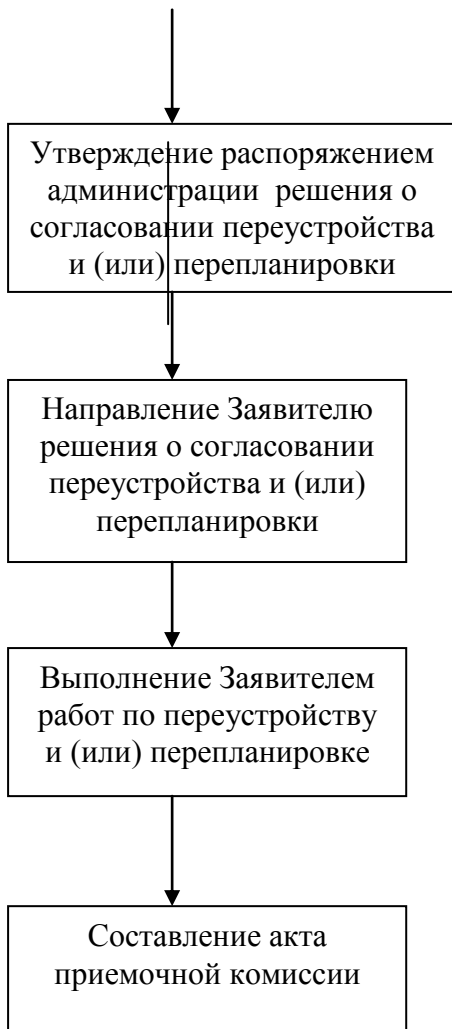 Утверждение распоряжением
администрации решения о
согласовании переустройства
и (или) перепланировки
Направление Заявителю
решения о согласовании
переустройства и (или)
перепланировки
Выполнение Заявителем
работ по переустройству
и (или) перепланировке
Составление акта
приемочной комиссии